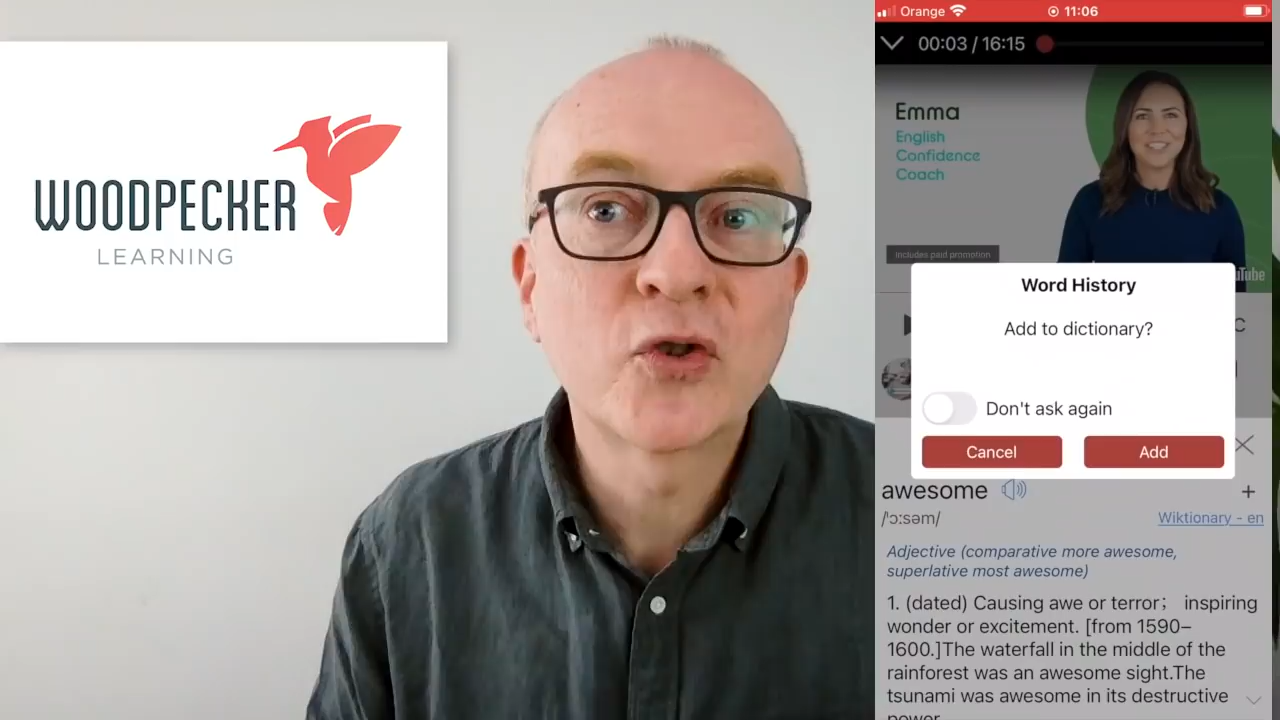 WOODPECKER
LEARNING
Orange
11:06
00:03 / 16:15
Emma
English
Confidence
Coach
includes paid promotion
Word History
Add to dictionary?
Don't ask again
Cancel
Add
awesome
+
/ˈɔːsəm/
Wiktionary - en
Adjective (comparative more awesome,
superlative most awesome)
1. (dated) Causing awe or terror; inspiring
wonder or excitement. [from 1590–
1600.]The waterfall in the middle of the
rainforest was an awesome sight.The
tsunami was awesome in its destructive
power.